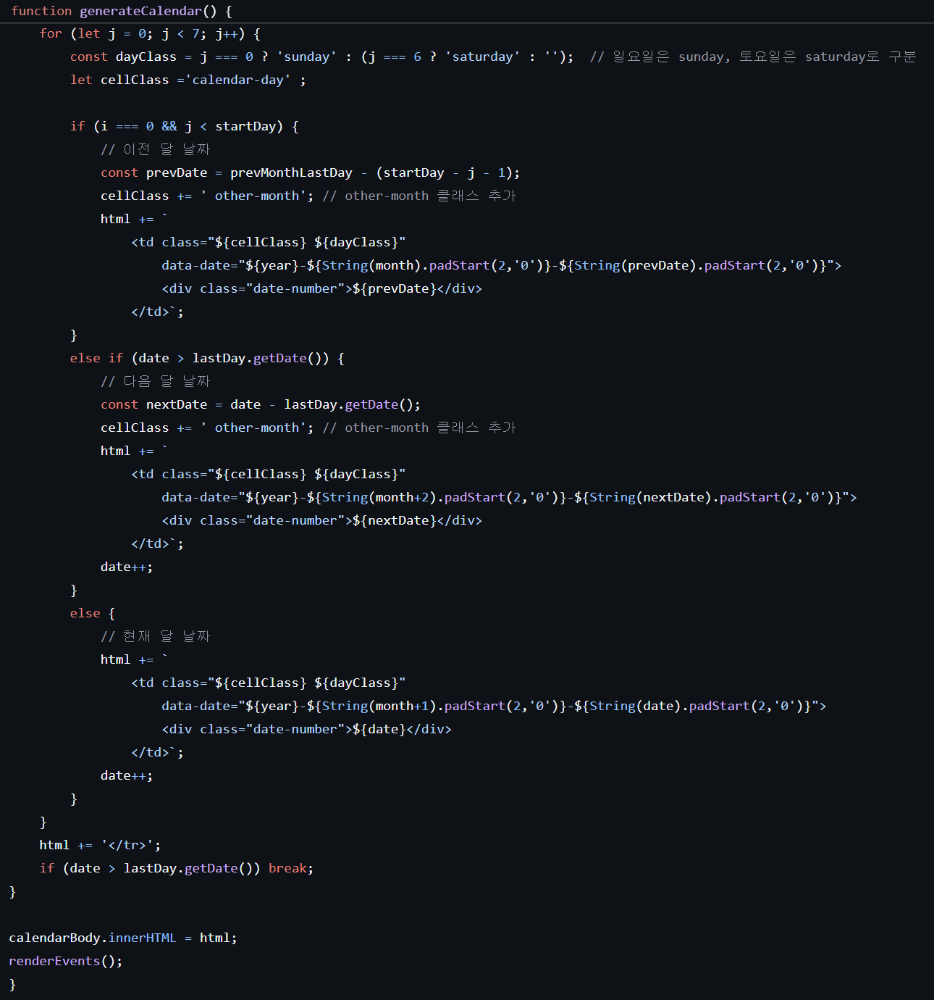 function generateCalendar() {
for (let j = 0; j < 7; j++) {
const dayClass = j === 0 ? 'sunday' : (j === 6 ? 'saturday' : '');  // 일요일은 sunday, 토요일은 saturday로 구분
let cellClass ='calendar-day' ;
if (i === 0 && j < startDay) {
// 이전 달 날짜
const prevDate = prevMonthLastDay - (startDay - j - 1);
cellClass += ' other-month'; // other-month 클래스 추가
html += `
<td class="${cellClass} ${dayClass}"
data-date="${year}-${String(month).padStart(2,'0')}-${String(prevDate).padStart(2,'0')}">
<div class="date-number">${prevDate}</div>
</td>`;
}
else if (date > lastDay.getDate()) {
// 다음 달 날짜
const nextDate = date - lastDay.getDate();
cellClass += ' other-month'; // other-month 클래스 추가
html += `
<td class="${cellClass} ${dayClass}"
data-date="${year}-${String(month+2).padStart(2,'0')}-${String(nextDate).padStart(2,'0')}">
<div class="date-number">${nextDate}</div>
</td>`;
date++;
}
else {
// 현재 달 날짜
html += `
<td class="${cellClass} ${dayClass}"
data-date="${year}-${String(month+1).padStart(2,'0')}-${String(date).padStart(2,'0')}">
<div class="date-number">${date}</div>
</td>`;
date++;
}
}
html += '</tr>';
if (date > lastDay.getDate()) break;
}
calendarBody.innerHTML = html;
renderEvents();
}